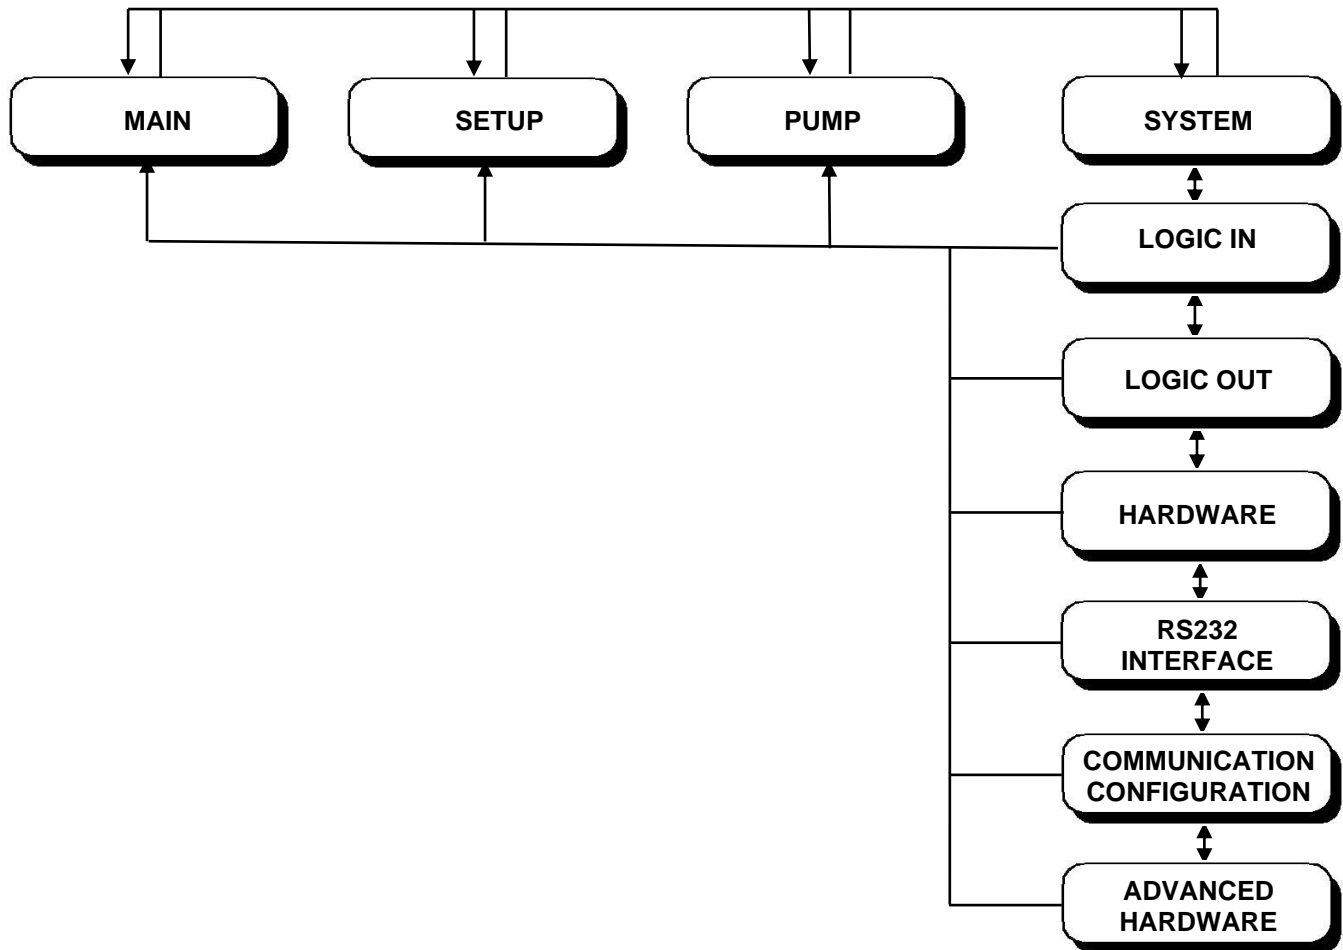 MAIN
SETUP
PUMP
SYSTEM
LOGIC IN
LOGIC OUT
HARDWARE
RS232
INTERFACE
COMMUNICATION
CONFIGURATION
ADVANCED
HARDWARE